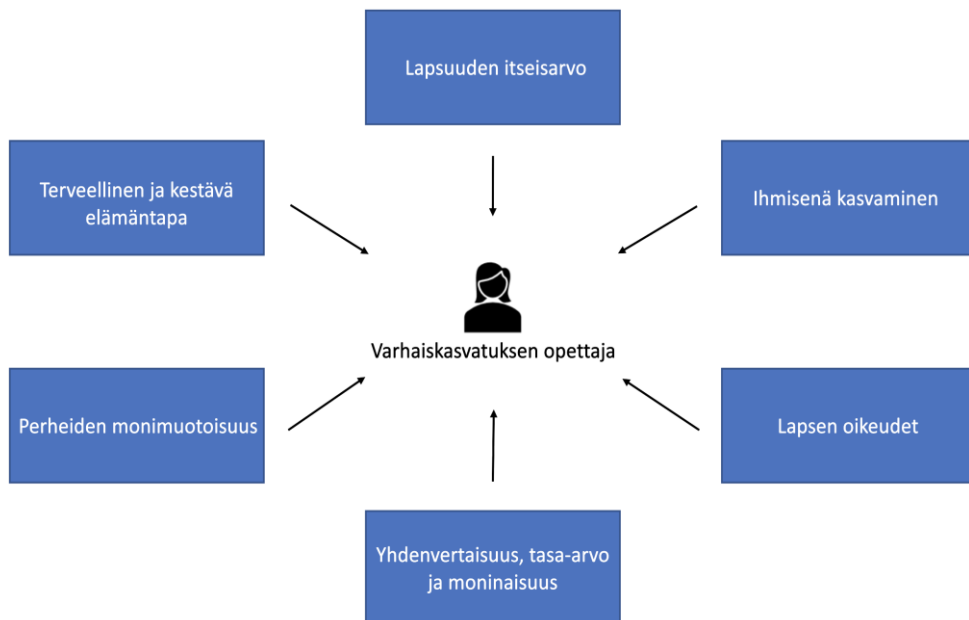 Lapsuuden itseisarvo
Terveellinen ja kestävä
elämäntapa
Ihmisenä kasvaminen
Varhaiskasvatuksen opettaja
Perheiden monimuotoisuus
Lapsen oikeudet
Yhdenvertaisuus, tasa-arvo
ja moninaisuus